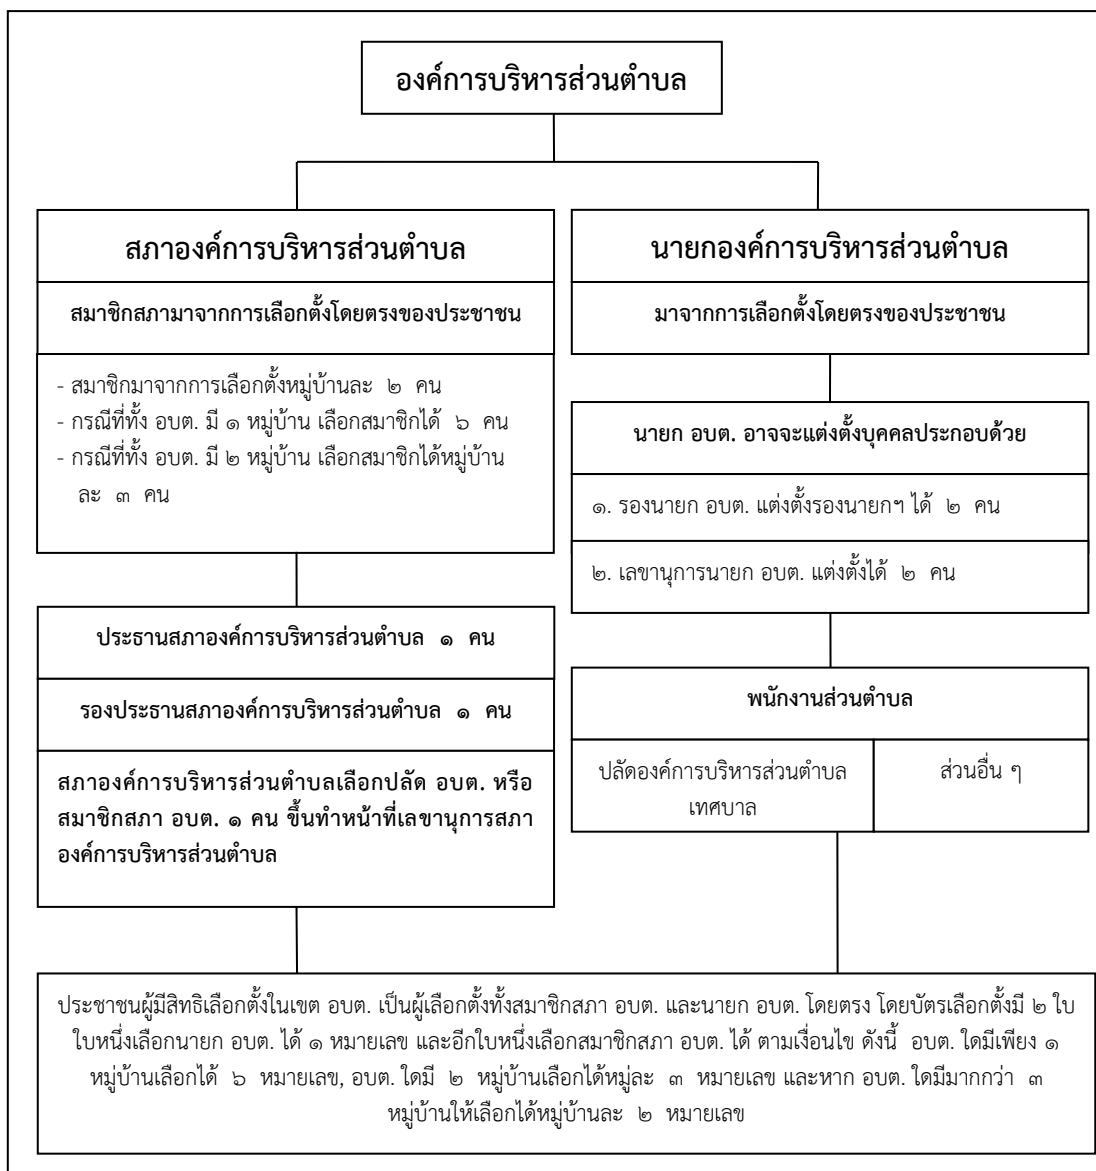 องค์การบริหารส่วนตำบล
สภาองค์การบริหารส่วนตำบล
สมาชิกสภามาจากการเลือกตั้งโดยตรงของประชาชน
- สมาชิกมาจากการเลือกตั้งหมู่บ้านละ ๒ คน
- กรณีที่ทั้ง อบต. มี ๑ หมู่บ้าน เลือกสมาชิกได้ ๖ คน
- กรณีที่ทั้ง อบต. มี ๒ หมู่บ้าน เลือกสมาชิกได้หมู่บ้าน
ละ ๓ คน
ประธานสภาองค์การบริหารส่วนตำบล ๑ คน
รองประธานสภาองค์การบริหารส่วนตำบล ๑ คน
สภาองค์การบริหารส่วนตำบลเลือกปลัด อบต. หรือ
สมาชิกสภา อบต. ๑ คน ขึ้นทำหน้าที่เลขานุการสภา
องค์การบริหารส่วนตำบล
นายกองค์การบริหารส่วนตำบล
มาจากการเลือกตั้งโดยตรงของประชาชน
นายก อบต. อาจจะแต่งตั้งบุคคลประกอบด้วย
๑. รองนายก อบต. แต่งตั้งรองนายกฯ ได้ ๒ คน
๒. เลขานุการนายก อบต. แต่งตั้งได้ ๒ คน
พนักงานส่วนตำบล
ปลัดองค์การบริหารส่วนตำบล
เทศบาล
ส่วนอื่น ๆ
ประชาชนผู้มีสิทธิเลือกตั้งในเขต อบต. เป็นผู้เลือกตั้งทั้งสมาชิกสภา อบต. และนายก อบต. โดยตรง โดยบัตรเลือกตั้งมี ๒ ใบ
ใบหนึ่งเลือกนายก อบต. ได้ ๑ หมายเลข และอีกใบหนึ่งเลือกสมาชิกสภา อบต. ได้ ตามเงื่อนไข ดังนี้ อบต. ใดมีเพียง ๑
หมู่บ้านเลือกได้ ๖ หมายเลข, อบต. ใดมี ๒ หมู่บ้านเลือกได้หมู่ละ ๓ หมายเลข และหาก อบต. ใดมีมากกว่า ๓
หมู่บ้านให้เลือกได้หมู่บ้านละ ๒ หมายเลข